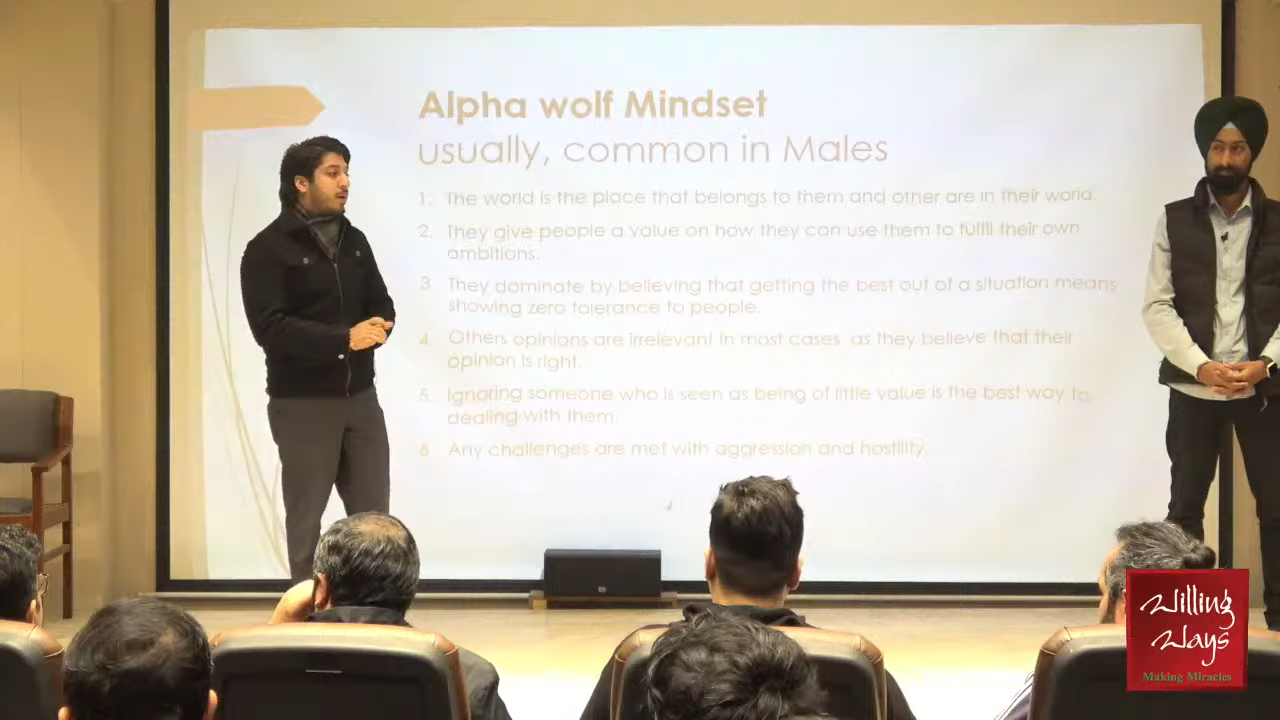 Alpha wolf Mindset
usually, common in Males
1. The world is the place that belongs to them and other are in their world.
2. They give people a value on how they can use them to fulfill their own
ambitions.
3. They dominate by believing that getting the best out of a situation means
showing zero tolerance to people.
4. Others opinions are irrelevant in most cases as they believe that their
opinion is right.
5. Ignoring someone who is seen as being of little value is the best way to
dealing with them.
6 Any challenges are met with aggression and hostility.
Willing
Ways
Making Miracles